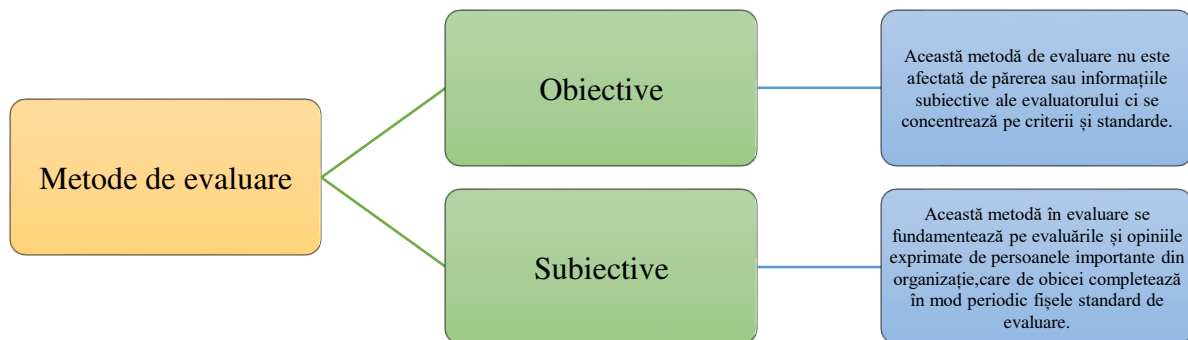 Metode de evaluare
Obiective
Această metodă de evaluare nu este
afectată de părerea sau informațiile
subiective ale evaluatorului ci se
concentrează pe criterii și standarde.
Subiective
Această metodă în evaluare se
fundamentează pe evaluările și opiniile
exprimate de persoanele importante din
organizație,care de obicei completează
în mod periodic fișele standard de
evaluare.